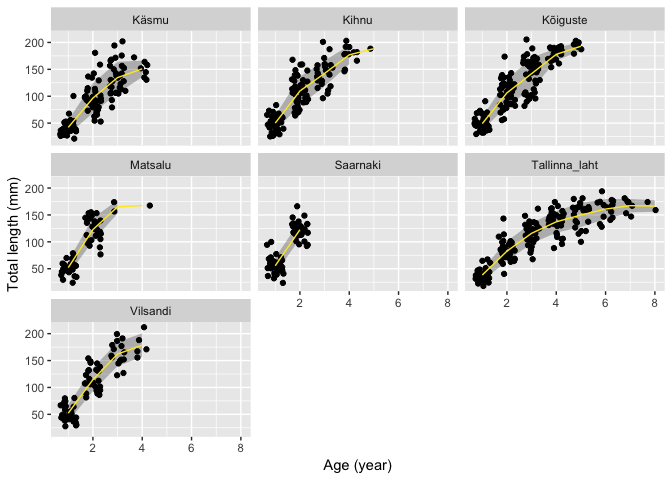 Käsmu Kihnu Kõiguste
200
150
100
50
Matsalu Saarnaki Tallinna_laht
200
150
100
50
Total length (mm)
2 4 6 8 2 4 6 8
Vilsandi
200
150
100
50
2 4 6 8
Age (year)